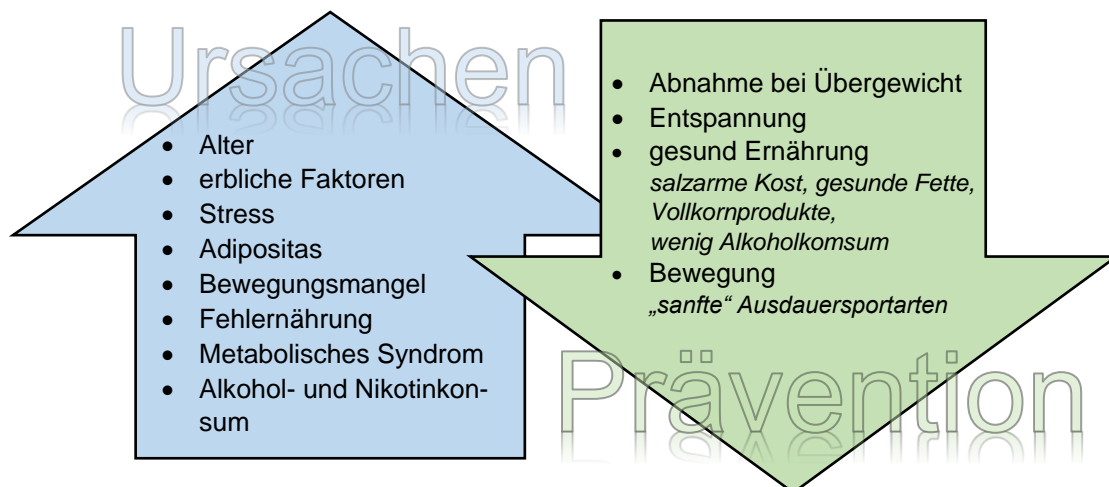 Ursachen
• Alter
• erbliche Faktoren
• Stress
• Adipositas
• Bewegungsmangel
• Fehlernährung
• Metabolisches Syndrom
• Alkohol- und Nikotinkon-
sum
• Abnahme bei Übergewicht
• Entspannung
• gesund Ernährung
salzarme Kost, gesunde Fette,
Vollkornprodukte,
wenig Alkoholkomsum
• Bewegung
„sanfte“ Ausdauersportarten
Prävention